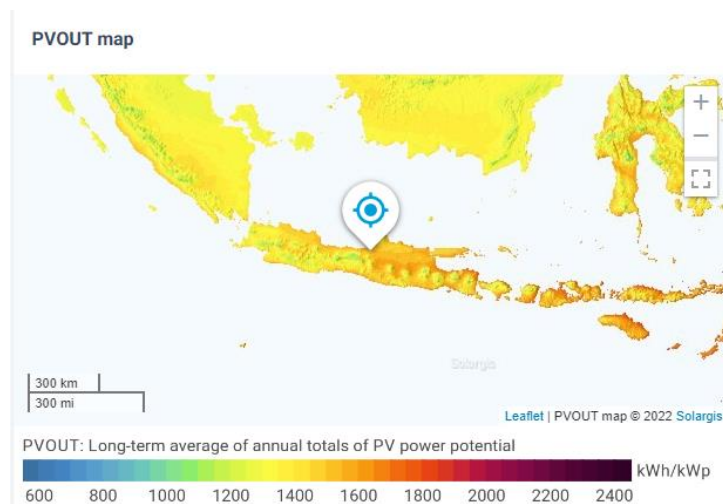 PVOUT map
+
−
Solargis
300 km
300 mi
Leaflet | PVOUT map © 2022 Solargis
PVOUT: Long-term average of annual totals of PV power potential
kWh/kWp
600 800 1000 1200 1400 1600 1800 2000 2200 2400